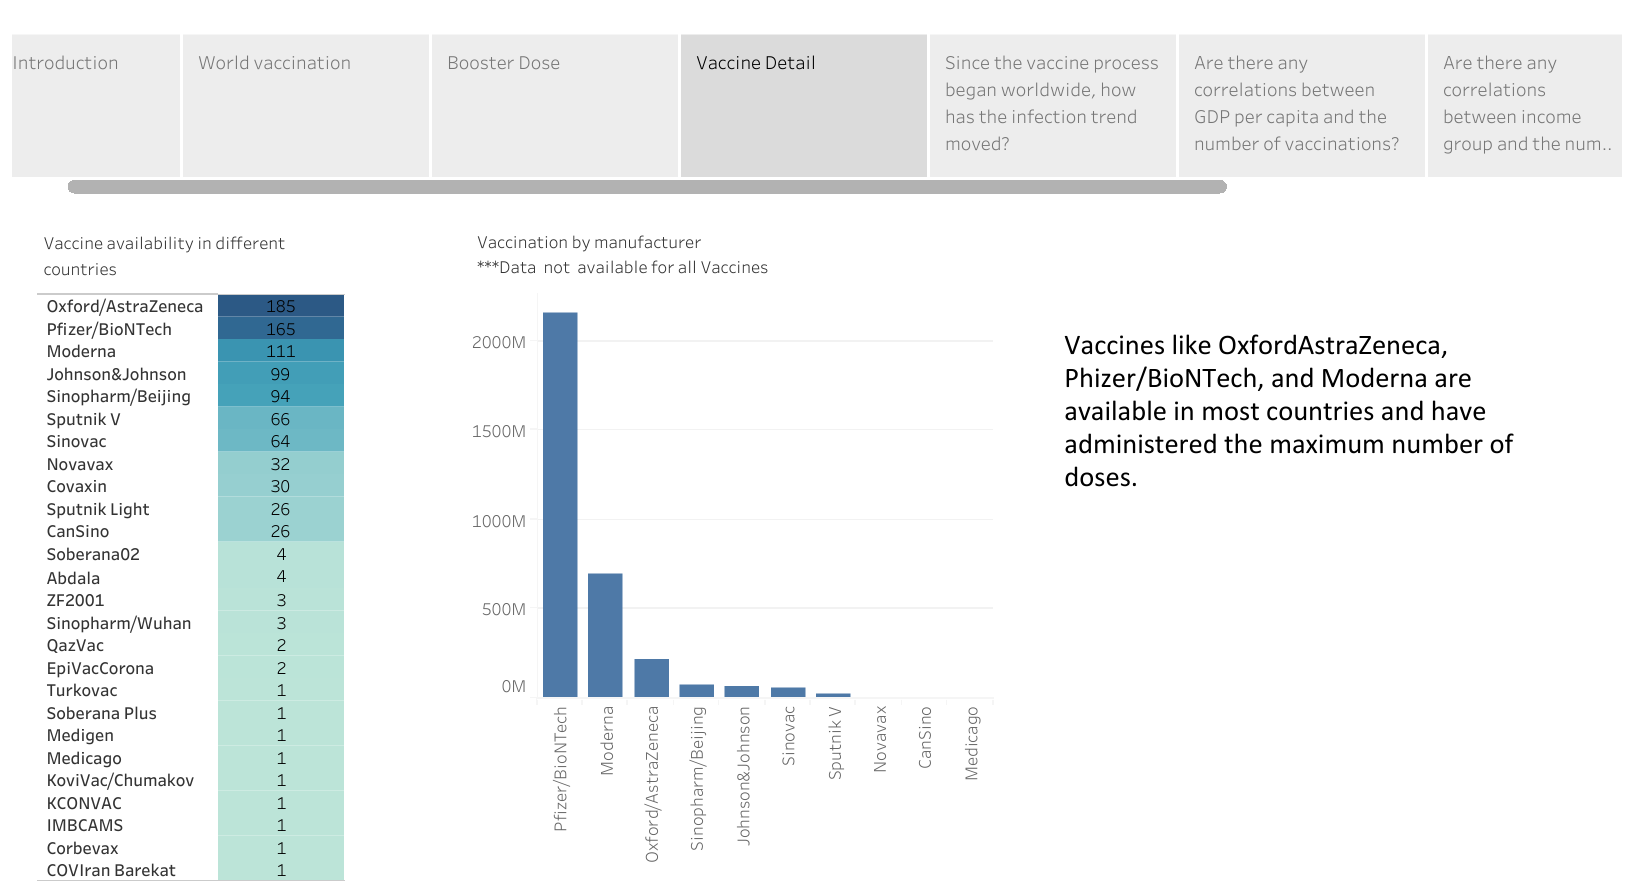 Introduction
World vaccination
Booster Dose
Vaccine Detail
Since the vaccine process
began worldwide, how
has the infection trend
moved?
Are there any
correlations between
GDP per capita and the
number of vaccinations?
Are there any
correlations
between income
group and the num..
Vaccine availability in different
countries
Oxford/AstraZeneca 185
Pfizer/BioNTech 165
Moderna 111
Johnson&Johnson 99
Sinopharm/Beijing 94
Sputnik V 66
Sinovac 64
Novavax 32
Covaxin 30
Sputnik Light 26
CanSino 26
Soberana02 4
Abdala 4
ZF2001 3
Sinopharm/Wuhan 3
QazVac 2
EpiVacCorona 2
Turkovac 1
Soberana Plus 1
Medigen 1
Medicago 1
KoviVac/Chumakov 1
KCONVAC 1
IMBCAMS 1
Corbevax 1
COVIran Barekat 1
Vaccination by manufacturer
***Data not available for all Vaccines
2000M
1500M
1000M
500M
0M
Pfizer/BioNTech
Moderna
Oxford/AstraZeneca
Sinopharm/Beijing
Johnson&Johnson
Sinovac
Sputnik V
Novavax
CanSino
Medicago
Vaccines like OxfordAstraZeneca,
Phizer/BioNTech, and Moderna are
available in most countries and have
administered the maximum number of
doses.